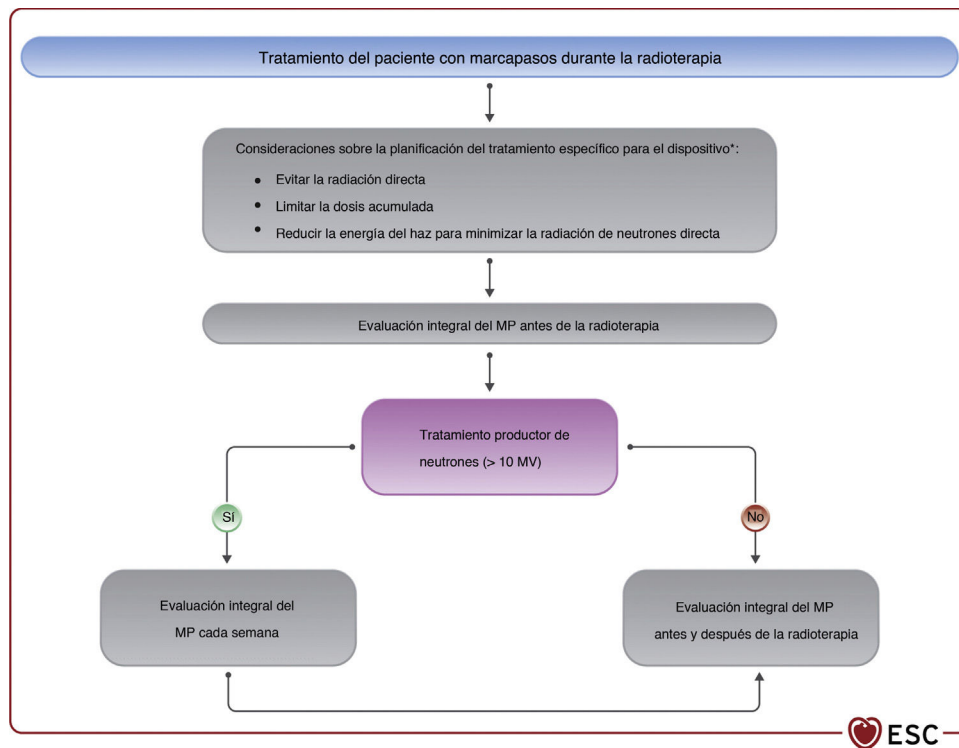 Tratamiento del paciente con marcapasos durante la radioterapia
Consideraciones sobre la planificación del tratamiento específico para el dispositivo*:
• Evitar la radiación directa
• Limitar la dosis acumulada
• Reducir la energía del haz para minimizar la radiación de neutrones directa
Evaluación integral del MP antes de la radioterapia
Tratamiento productor de
neutrones (> 10 MV)
Sí
No
Evaluación integral del
MP cada semana
Evaluación integral del MP
antes y después de la radioterapia
ESC